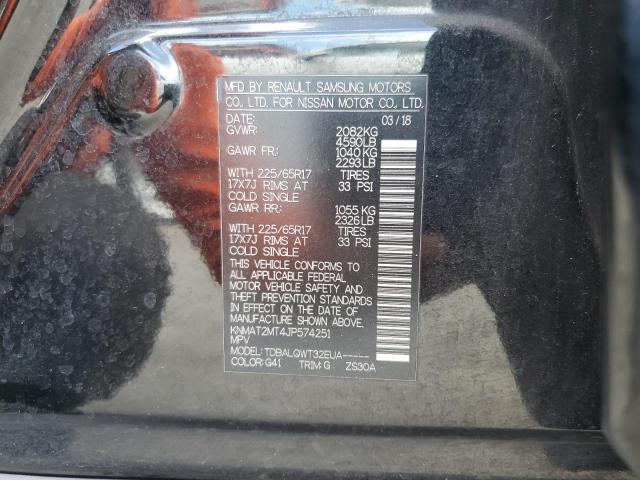 MFD BY RENAULT SAMSUNG MOTORS
CO., LTD. FOR NISSAN MOTOR CO., LTD.
DATE: 03/18
GVWR: 2082KG
4590LB
GAWR FR: 1040 KG
2293LB
WITH 225/65R17 TIRES
17X7J RIMS AT 33 PSI
COLD SINGLE
GAWR RR: 1055 KG
2326LB
WITH 225/65R17 TIRES
17X7J RIMS AT 33 PSI
COLD SINGLE
THIS VEHICLE CONFORMS TO
ALL APPLICABLE FEDERAL
MOTOR VEHICLE SAFETY AND
THEFT PREVENTION STANDARDS
IN EFFECT ON THE DATE OF
MANUFACTURE SHOWN ABOVE.
KNMAT2MT4JP574251
MPV
MODEL: TDBALQWT32EUA-----
COLOR: G41 TRIM: G ZS30A